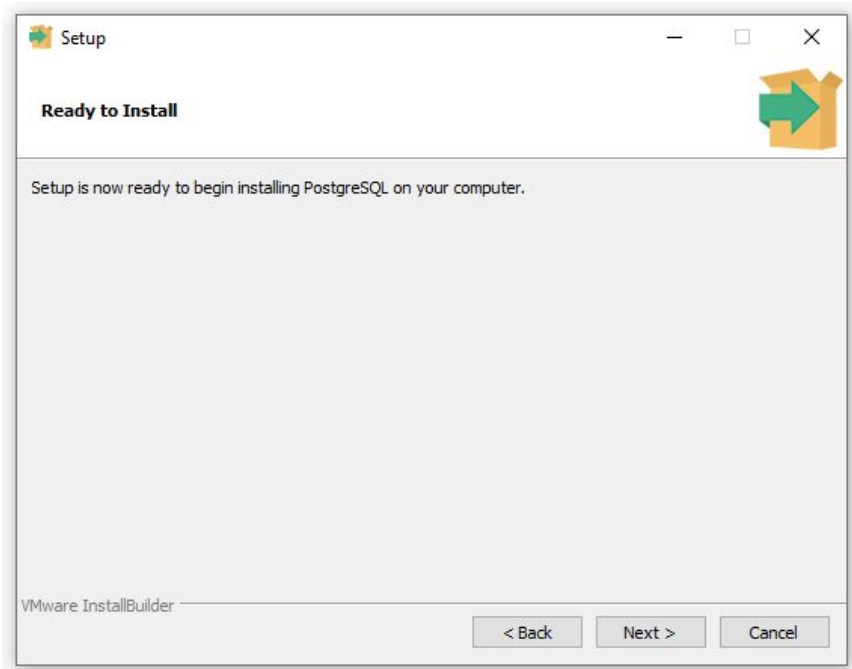 Setup
Ready to Install
Setup is now ready to begin installing PostgreSQL on your computer.
VMware InstallBuilder
< Back Next > Cancel